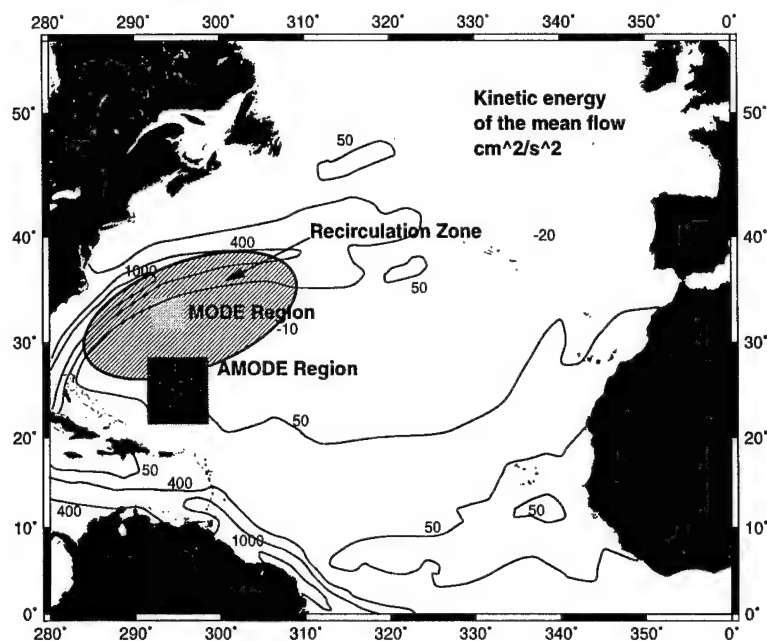 280˚ 290˚ 300˚ 310˚ 320˚ 330˚ 340˚ 350˚ 0˚
50˚ 50˚
Kinetic energy
of the mean flow
cm^2/s^2
50
40˚ 400 Recirculation Zone -20 40˚
1000
50
MODE Region
30˚ -10 30˚
AMODE Region
50
20˚ 20˚
50
400
400 50 50
10˚ 10˚
1000
0˚ 0˚
280˚ 290˚ 300˚ 310˚ 320˚ 330˚ 340˚ 350˚ 0˚